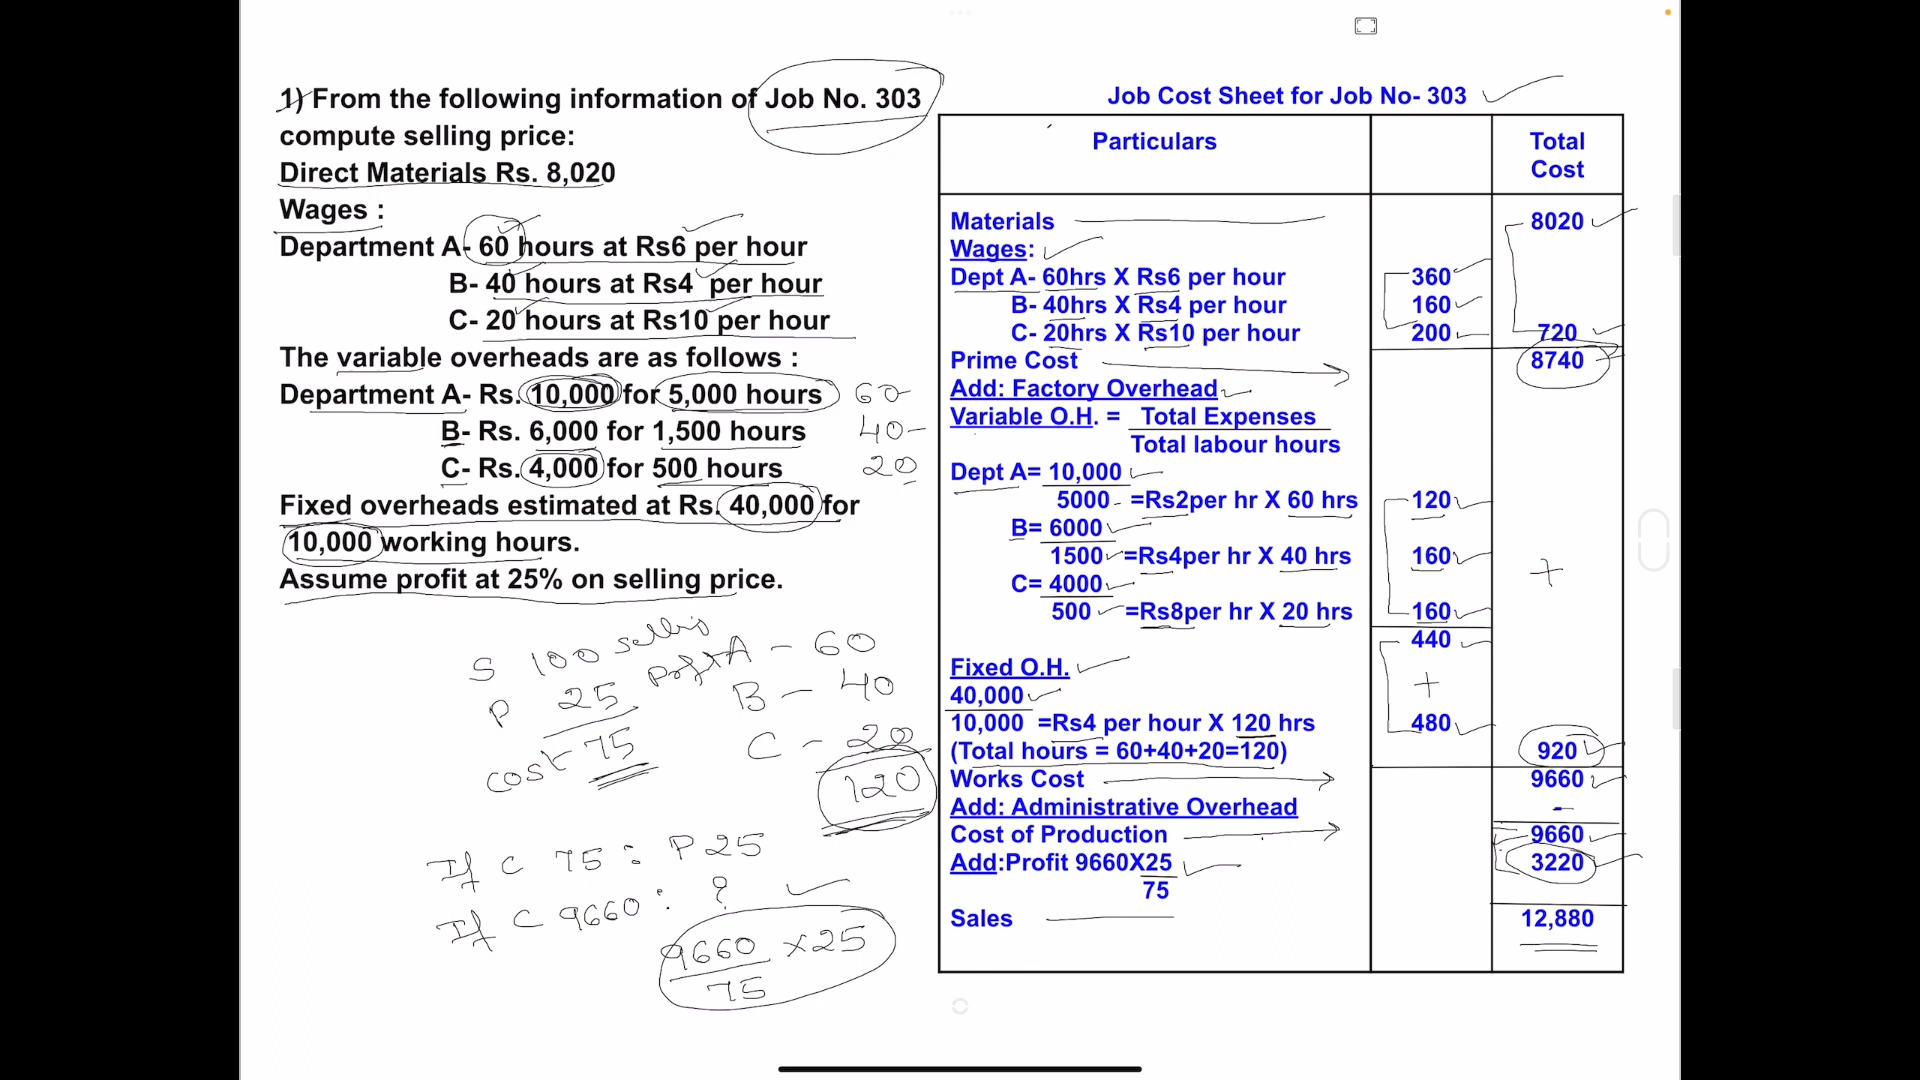 1) From the following information of Job No. 303
compute selling price:
Direct Materials Rs. 8,020
Wages :
Department A- 60 hours at Rs6 per hour
B- 40 hours at Rs4 per hour
C- 20 hours at Rs10 per hour
The variable overheads are as follows :
Department A- Rs. 10,000 for 5,000 hours 60
B- Rs. 6,000 for 1,500 hours 40
C- Rs. 4,000 for 500 hours 20
Fixed overheads estimated at Rs. 40,000 for
10,000 working hours.
Assume profit at 25% on selling price.
S 100 selling
P 25 Profit
cost 75
A - 60
B - 40
C - 20
120
If C 75 : P 25
If C 9660 : ?
9660 X 25
75
Job Cost Sheet for Job No- 303
Particulars Total
Cost
Materials 8020
Wages:
Dept A- 60hrs X Rs6 per hour 360
B- 40hrs X Rs4 per hour 160
C- 20hrs X Rs10 per hour 200 720
Prime Cost 8740
Add: Factory Overhead
Variable O.H. = Total Expenses
Total labour hours
Dept A= 10,000
5000 =Rs2per hr X 60 hrs 120
B= 6000
1500 =Rs4per hr X 40 hrs 160 +
C= 4000
500 =Rs8per hr X 20 hrs 160
440
Fixed O.H.
40,000 +
10,000 =Rs4 per hour X 120 hrs 480
(Total hours = 60+40+20=120) 920
Works Cost 9660
Add: Administrative Overhead -
Cost of Production 9660
Add:Profit 9660X25 3220
75
Sales 12,880